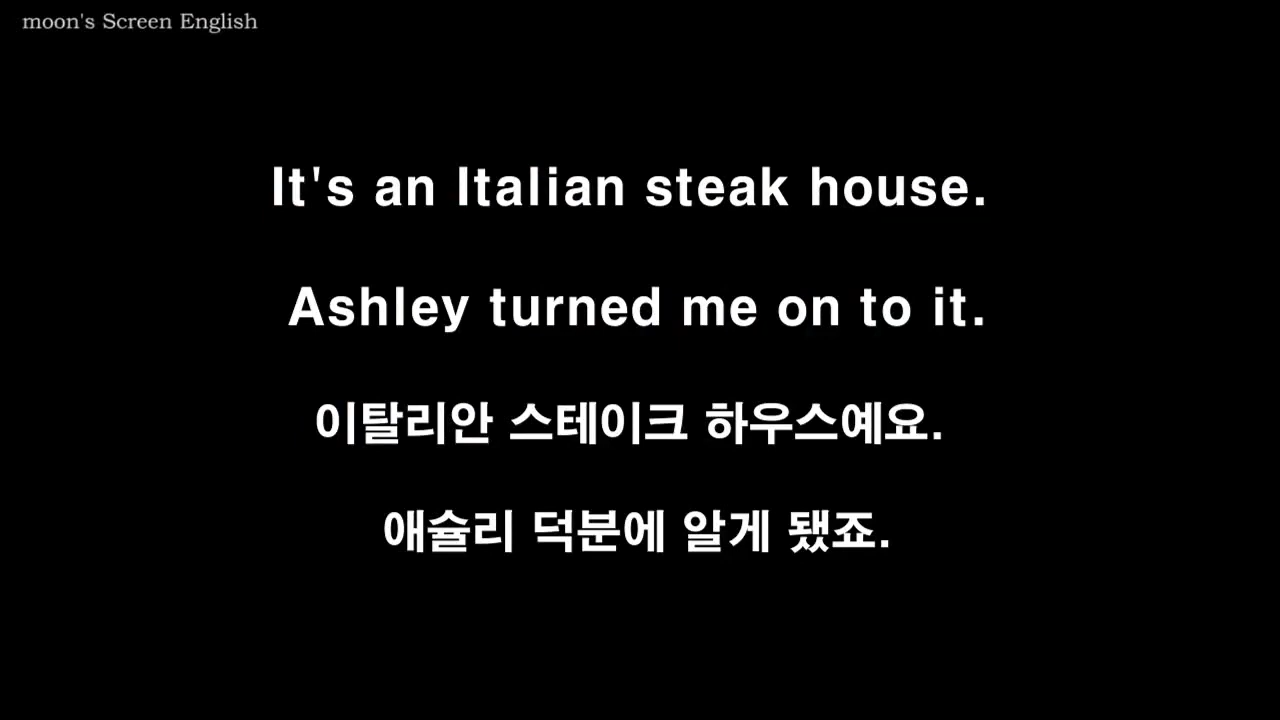 moon's Screen English
It's an Italian steak house.
Ashley turned me on to it.
이탈리안 스테이크 하우스예요.
애슐리 덕분에 알게 됐죠.